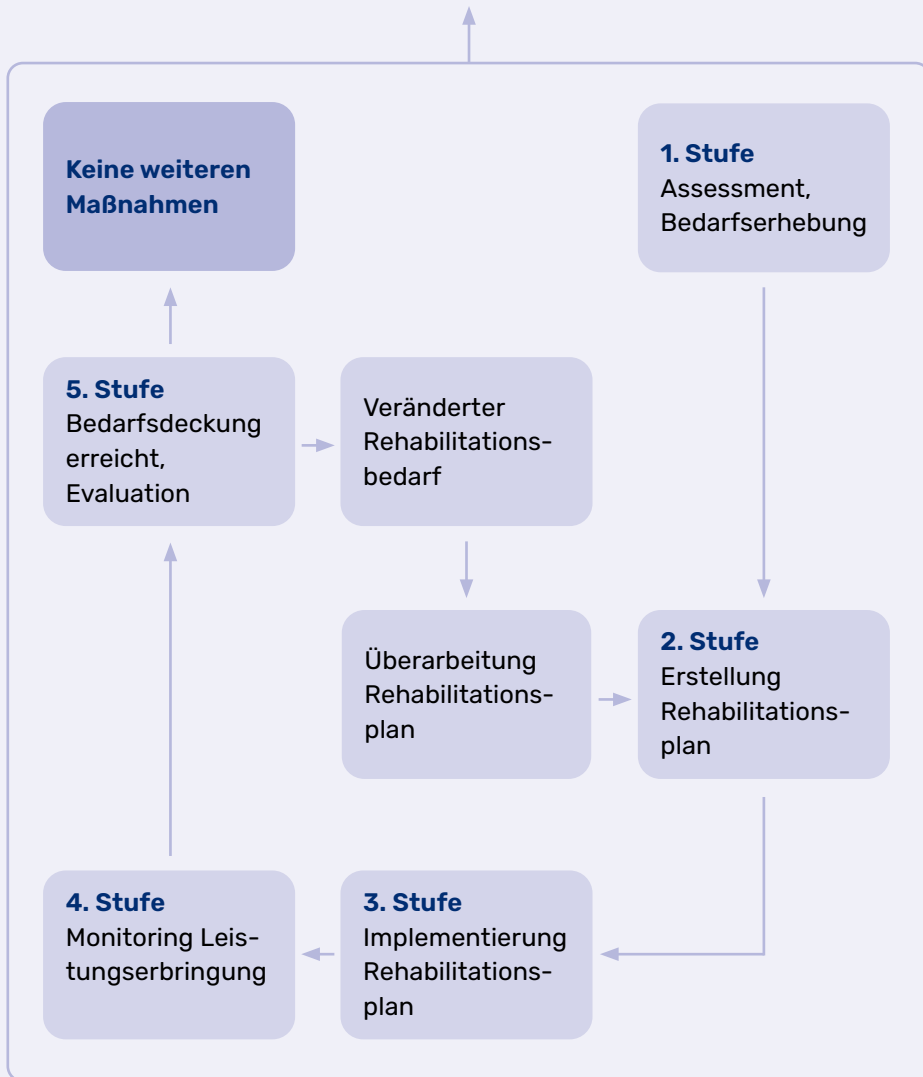 Keine weiteren
Maßnahmen
1. Stufe
Assessment,
Bedarfserhebung
5. Stufe
Bedarfsdeckung
erreicht,
Evaluation
Veränderter
Rehabilitations-
bedarf
Überarbeitung
Rehabilitations-
plan
2. Stufe
Erstellung
Rehabilitations-
plan
4. Stufe
Monitoring Leis-
tungserbringung
3. Stufe
Implementierung
Rehabilitations-
plan